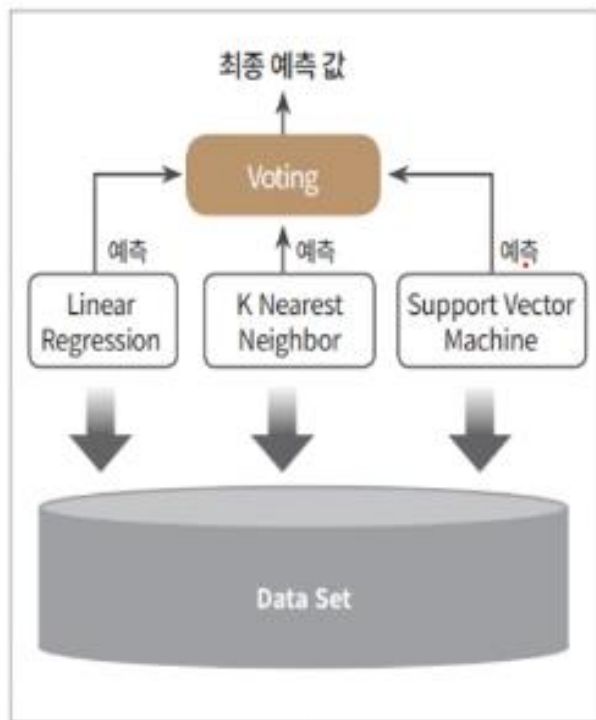 최종 예측 값
Voting
예측
예측
예측
Linear
Regression
K Nearest
Neighbor
Support Vector
Machine
Data Set